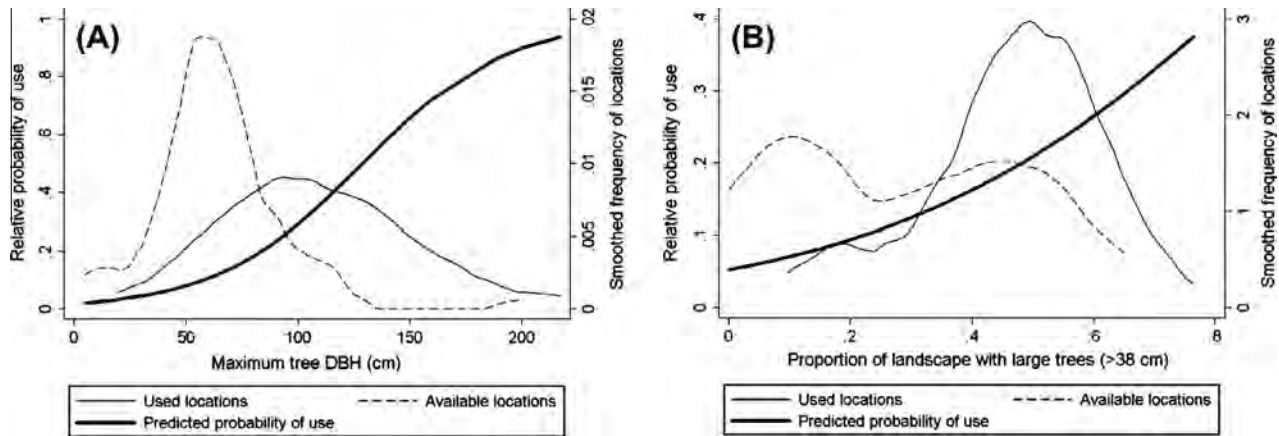 (A)
Relative probability of use
1
.8
.6
.4
.2
0
.02
.015
.01
.005
0
Smoothed frequency of locations
0 50 100 150 200
Maximum tree DBH (cm)
Used locations Available locations
Predicted probability of use
(B)
Relative probability of use
.4
.3
.2
.1
0
3
2
1
0
Smoothed frequency of locations
0 .2 .4 .6 .8
Proportion of landscape with large trees (>38 cm)
Used locations Available locations
Predicted probability of use